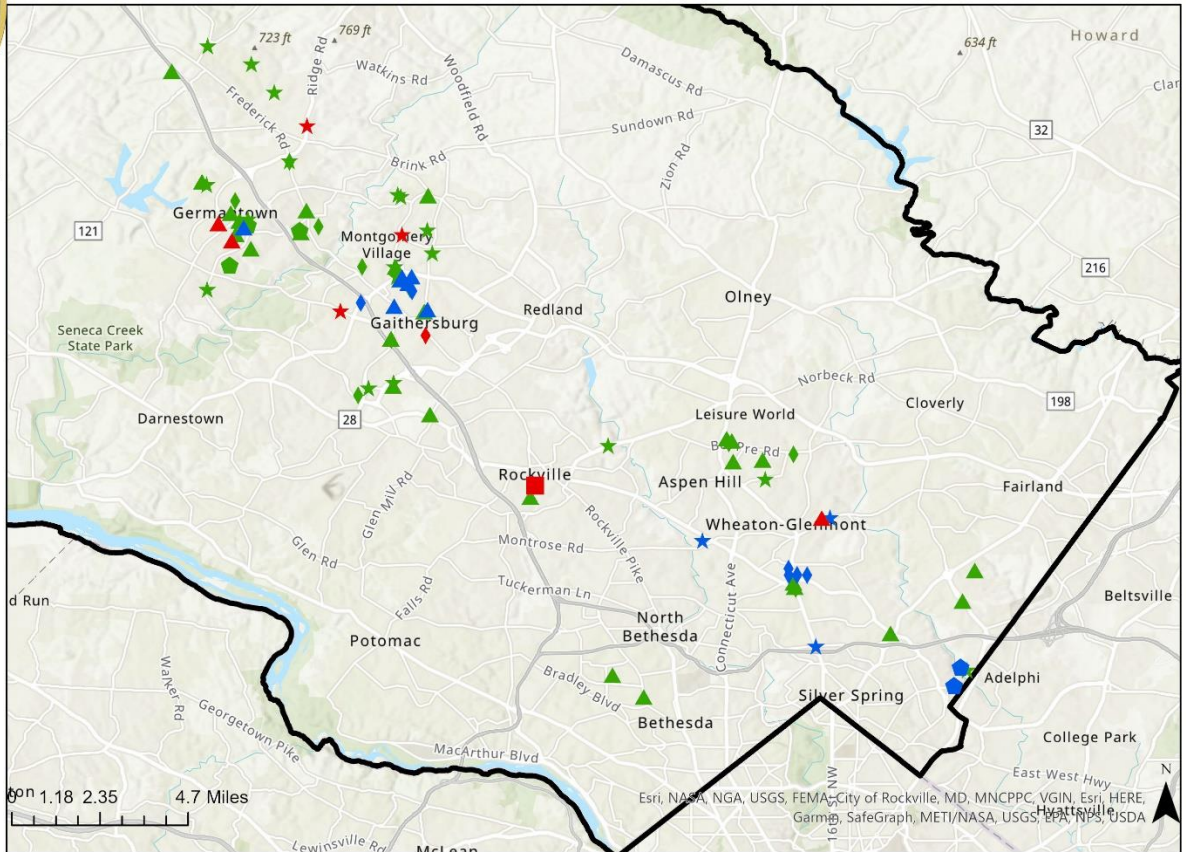 723 ft
769 ft
634 ft
Howard
Ridge Rd
Watkins Rd
Woodfield Rd
Damascus Rd
Frederick Rd
Sundown Rd
32
Brink Rd
Zion Rd
Germantown
121
Montgomery
Village
216
Olney
Redland
Gaithersburg
Seneca Creek
State Park
Norbeck Rd
Cloverly
198
Darnestown
28
Leisure World
Bel Pre Rd
Rockville
Aspen Hill
Fairland
Glen Mill Rd
Wheaton-Glenmont
Rockville Pike
Montrose Rd
Glen Rd
Tuckerman Ln
Falls Rd
Connecticut Ave
d Run
Beltsville
North
Bethesda
Potomac
Walker Rd
Bradley Blvd
Adelphi
Silver Spring
Georgetown Pike
Bethesda
College Park
MacArthur Blvd
East West Hwy
N
ton
0 1.18 2.35 4.7 Miles
16th St NW
Hyattsville
Esri, NASA, NGA, USGS, FEMA, City of Rockville, MD, MNCPPC, VGIN, Esri, HERE,
Garmin, SafeGraph, METI/NASA, USGS, EPA, NPS, USDA
Lewinsville Rd
McLean